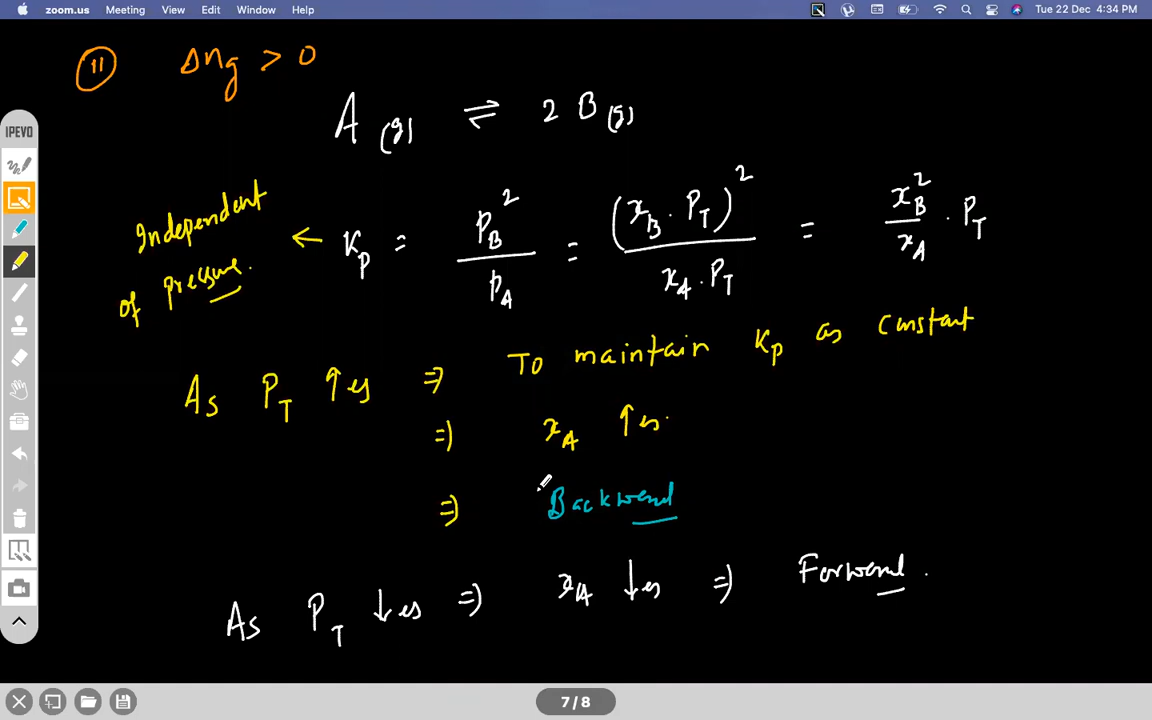 zoom.us Meeting View Edit Window Help Tue 22 Dec 4:34 PM
11 Δng > 0
A(g) ⇌ 2 B(g)
IPEVO
Independent of pressure. ← Kp = pB² / pA = (xB . PT)² / xA . PT = xB² / xA . PT
As PT ↑es ⇒ To maintain Kp as constant
⇒ xA ↑es.
⇒ Backward
As PT ↓es ⇒ xA ↓es ⇒ Forward.
7 / 8